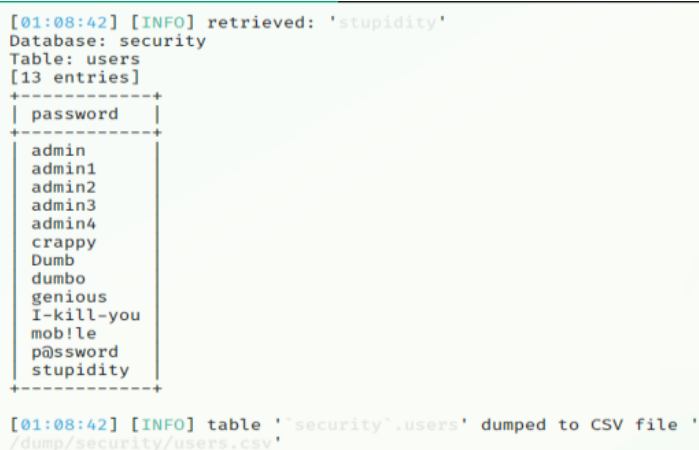 [01:08:42] [INFO] retrieved: 'stupidity'
Database: security
Table: users
[13 entries]
+------------+
| password   |
+------------+
| admin      |
| admin1     |
| admin2     |
| admin3     |
| admin4     |
| crappy     |
| Dumb       |
| dumbo      |
| genious    |
| I-kill-you |
| mob!le     |
| p@ssword   |
| stupidity  |
+------------+
[01:08:42] [INFO] table '`security`.users' dumped to CSV file '
/dump/security/users.csv'